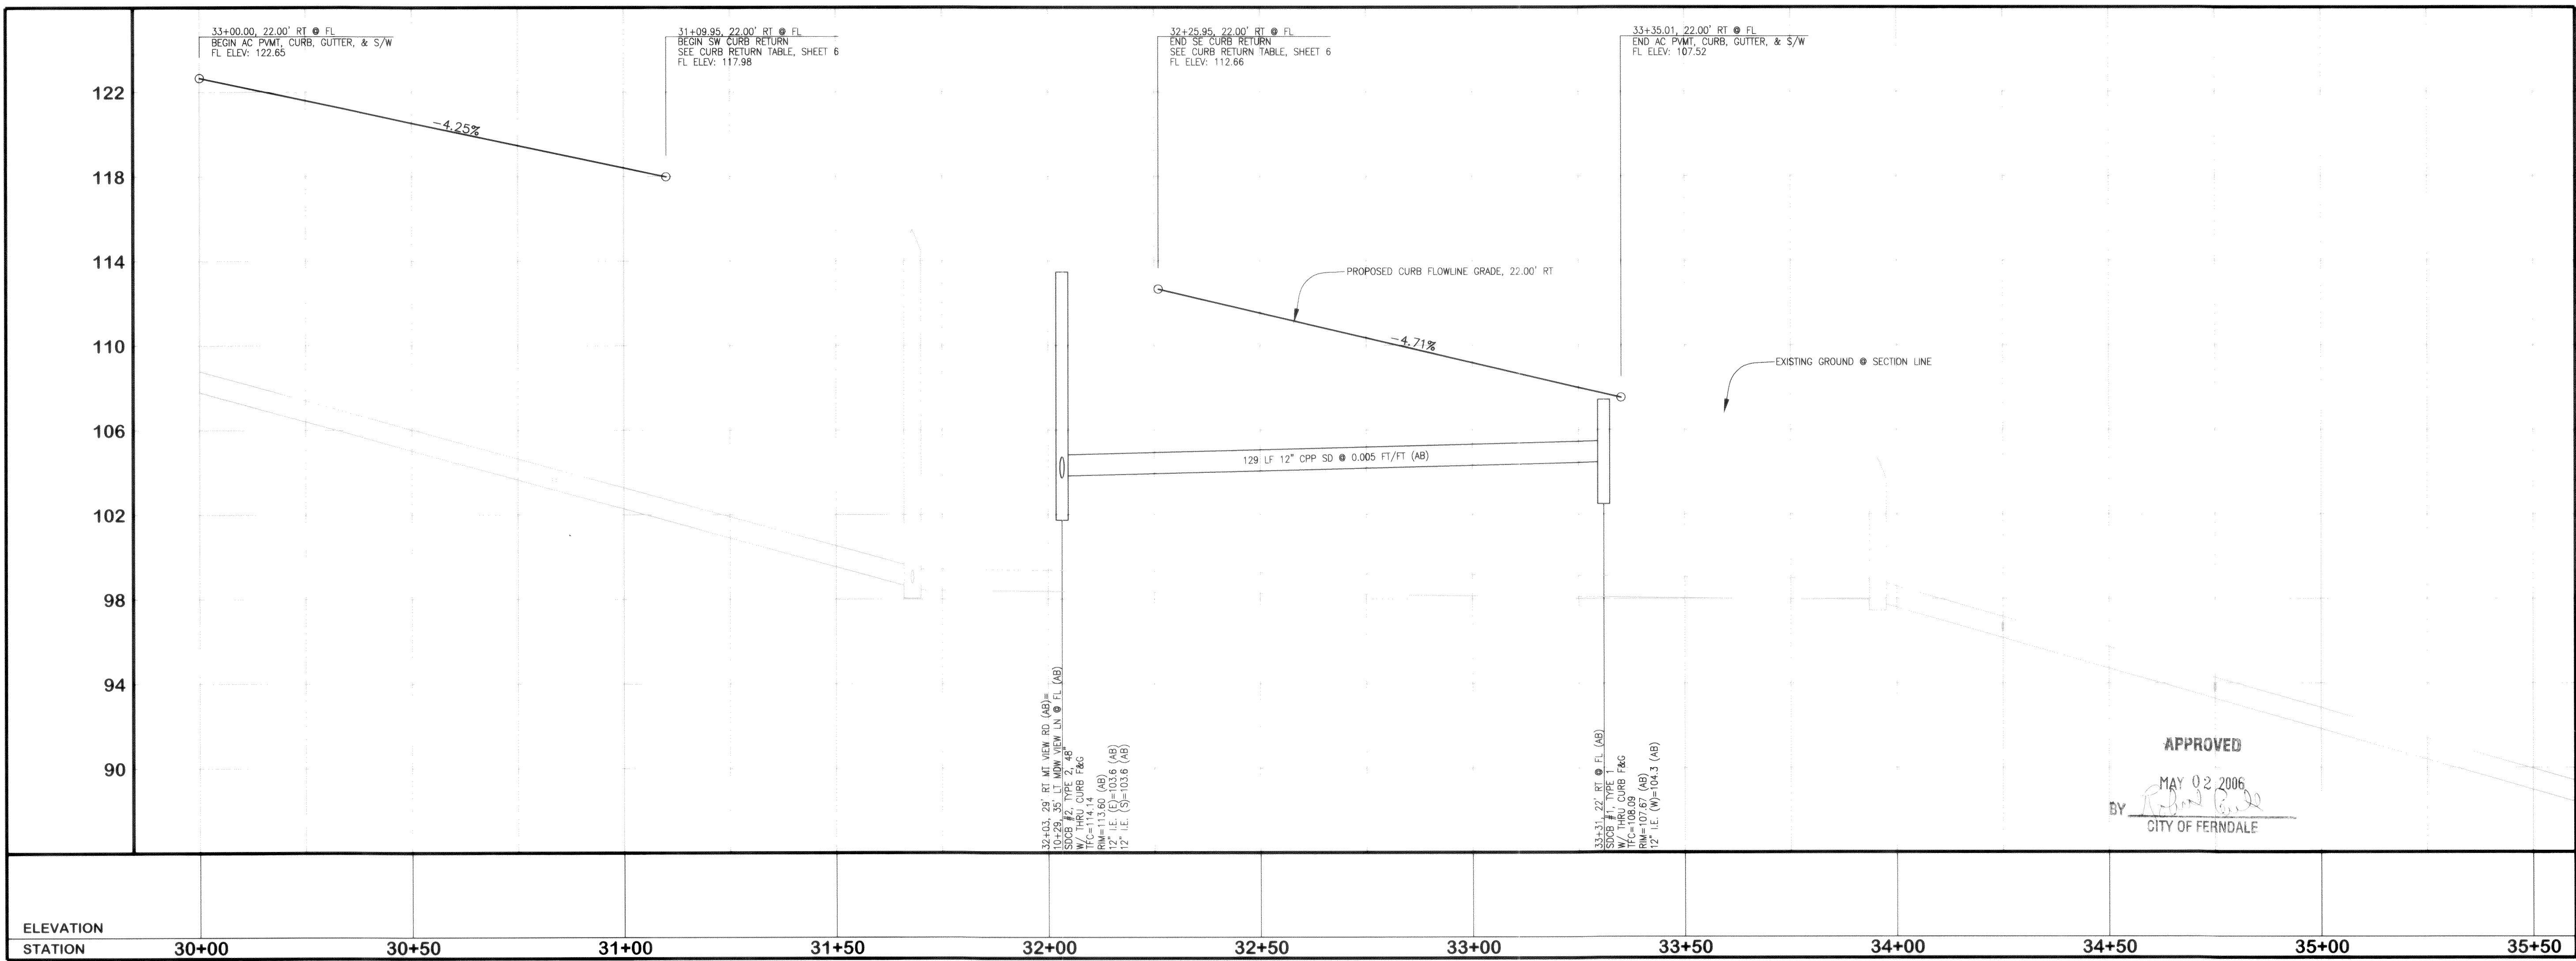 33+00.00, 22.00' RT @ FL
BEGIN AC PVMT, CURB, GUTTER, & S/W
FL ELEV: 122.65
31+09.95, 22.00' RT @ FL
BEGIN SW CURB RETURN
SEE CURB RETURN TABLE, SHEET 6
FL ELEV: 117.98
32+25.95, 22.00' RT @ FL
END SE CURB RETURN
SEE CURB RETURN TABLE, SHEET 6
FL ELEV: 112.66
33+35.01, 22.00' RT @ FL
END AC PVMT, CURB, GUTTER, & S/W
FL ELEV: 107.52
122
118
114
110
106
102
98
94
90
-4.25%
PROPOSED CURB FLOWLINE GRADE, 22.00' RT
-4.71%
EXISTING GROUND @ SECTION LINE
129 LF 12" CPP SD @ 0.005 FT/FT (AB)
32+03, 29' RT MT VIEW RD (AB)=
10+29, 35' LT MDW VIEW LN @ FL (AB)
SDCB #2, TYPE 2, 48"
W/ THRU CURB F&G
TFC=114.14
RIM=113.60 (AB)
12" I.E. (E)=103.6 (AB)
12" I.E. (S)=103.6 (AB)
33+31, 22' RT @ FL (AB)
SDCB #1, TYPE 1
W/ THRU CURB F&G
TFC=108.09
RIM=107.67 (AB)
12" I.E. (W)=104.3 (AB)
APPROVED
MAY 02 2006
BY
CITY OF FERNDALE
ELEVATION
STATION
30+00
30+50
31+00
31+50
32+00
32+50
33+00
33+50
34+00
34+50
35+00
35+50